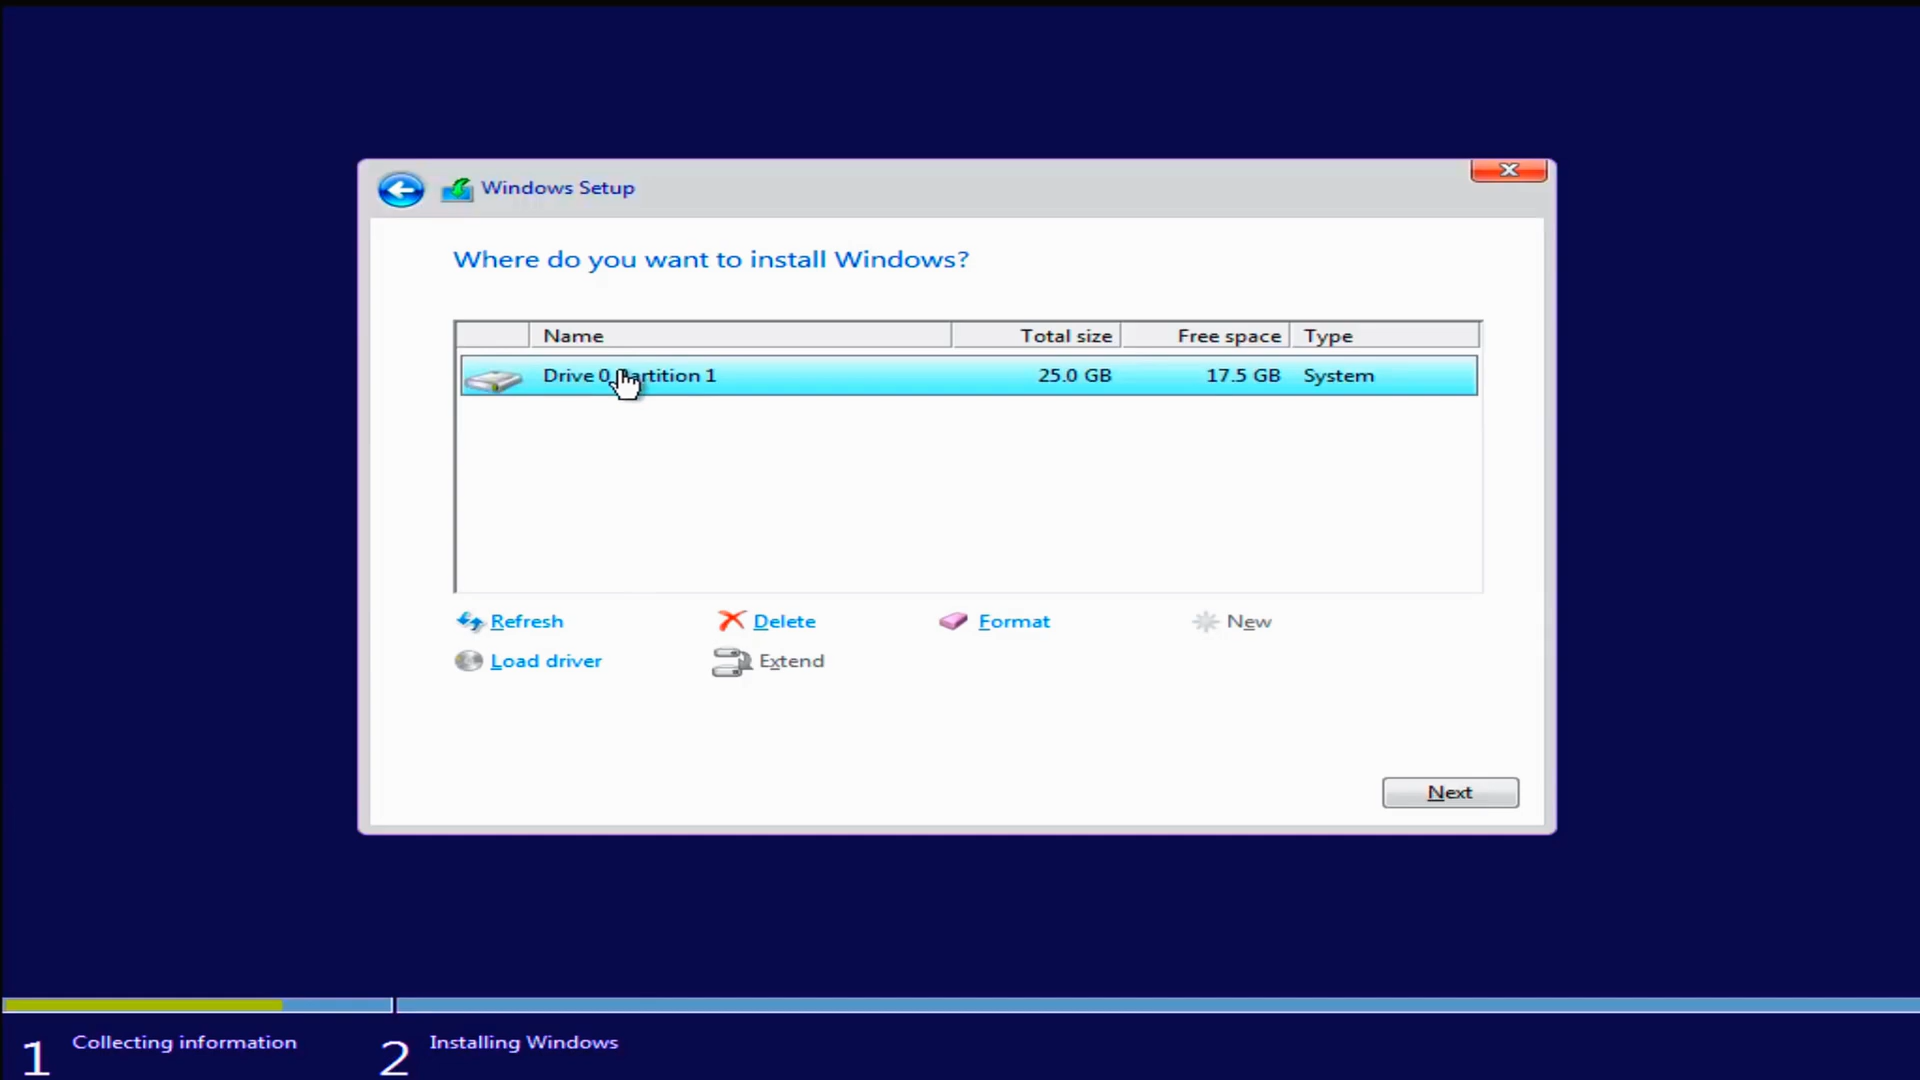 Windows Setup
Where do you want to install Windows?
Name Total size Free space Type
Drive 0 Partition 1 25.0 GB 17.5 GB System
Refresh Delete Format New
Load driver Extend
Next
1 Collecting information 2 Installing Windows